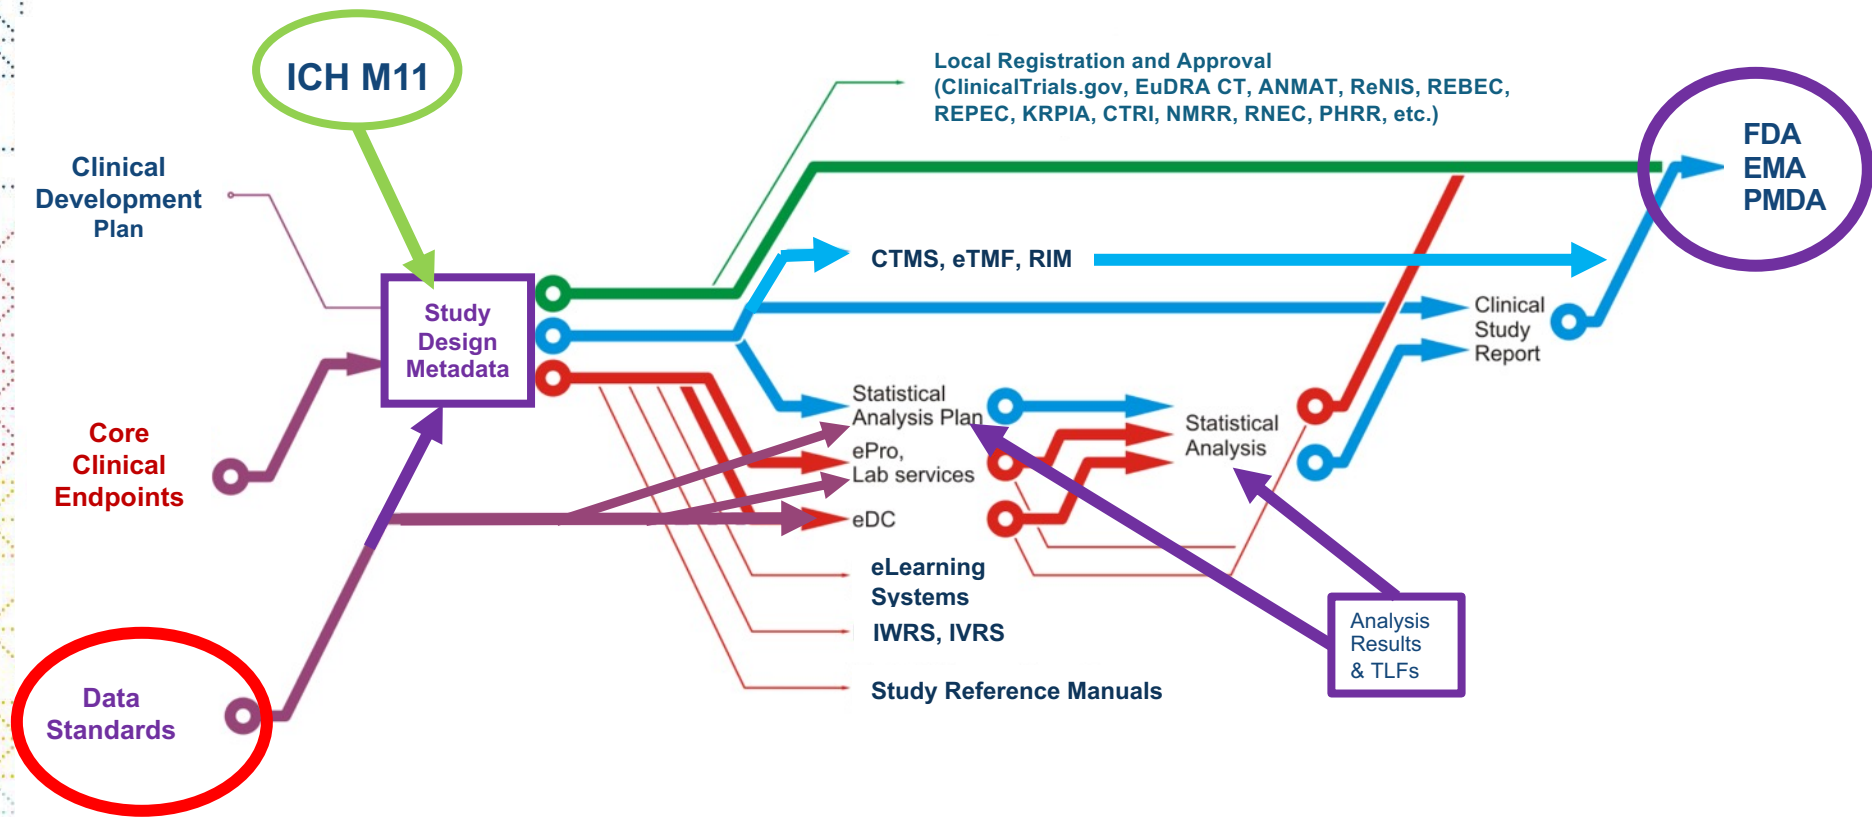 ICH M11
Local Registration and Approval
(ClinicalTrials.gov, EuDRA CT, ANMAT, ReNIS, REBEC,
REPEC, KRPIA, CTRI, NMRR, RNEC, PHRR, etc.)
FDA
EMA
PMDA
Clinical
Development
Plan
CTMS, eTMF, RIM
Study
Design
Metadata
Clinical
Study
Report
Statistical
Analysis Plan
Statistical
Analysis
ePro,
Lab services
Core
Clinical
Endpoints
eDC
eLearning
Systems
IWRS, IVRS
Study Reference Manuals
Analysis
Results
& TLFs
Data
Standards